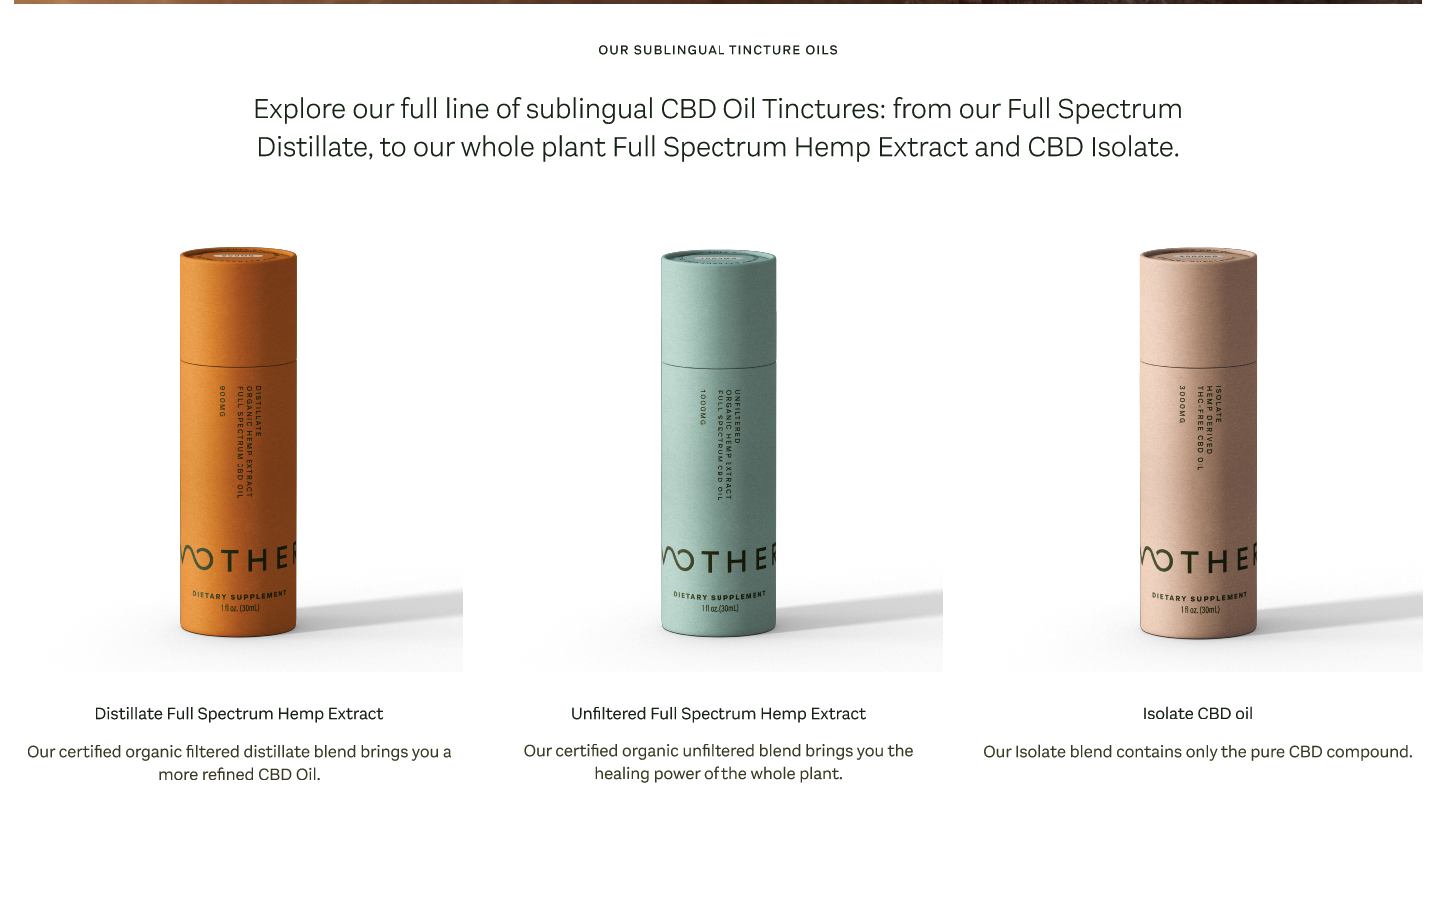 OUR SUBLINGUAL TINCTURE OILS
Explore our full line of sublingual CBD Oil Tinctures: from our Full Spectrum
Distillate, to our whole plant Full Spectrum Hemp Extract and CBD Isolate.
DISTILLATE
ORGANIC HEMP EXTRACT
FULL SPECTRUM CBD OIL
900MG
OTHER
DIETARY SUPPLEMENT
1 fl oz. (30mL)
UNFILTERED
ORGANIC HEMP EXTRACT
FULL SPECTRUM CBD OIL
1000MG
OTHER
DIETARY SUPPLEMENT
1 fl oz. (30mL)
ISOLATE
HEMP DERIVED
THC-FREE CBD OIL
3000MG
OTHER
DIETARY SUPPLEMENT
1 fl oz. (30mL)
Distillate Full Spectrum Hemp Extract
Our certified organic filtered distillate blend brings you a
more refined CBD Oil.
Unfiltered Full Spectrum Hemp Extract
Our certified organic unfiltered blend brings you the
healing power of the whole plant.
Isolate CBD oil
Our Isolate blend contains only the pure CBD compound.